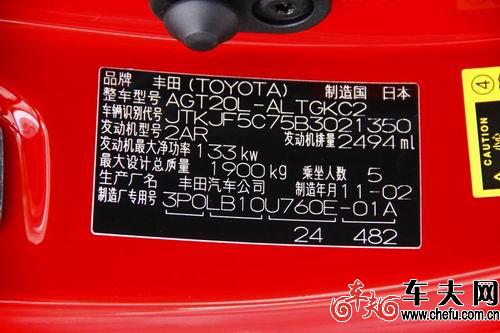 品牌 丰田 (TOYOTA) 制造国 日本
整车型号 AGT20L-ALTGKC2
车辆识别代号 JTKJF5C75B3021350
发动机型号 2AR 发动机排量 2494 ml
发动机最大净功率 133 kw
最大设计总质量 1900 kg 乘坐人数 5
生产厂名 丰田汽车公司 制造年月 11-02
制造厂专用号 3P0LB10U760E-01A
24 482
④
车夫网
www.chefu.com.cn